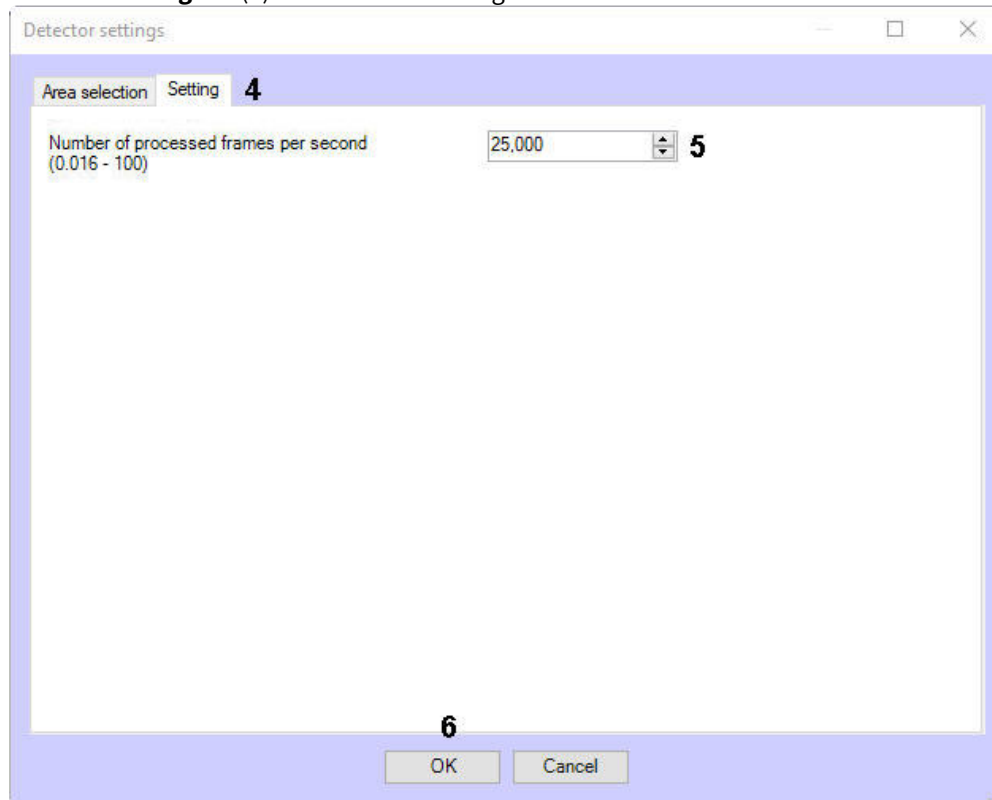 Detector settings
Area selection Setting 4
Number of processed frames per second
(0.016 - 100)
25,000 5
6
OK Cancel